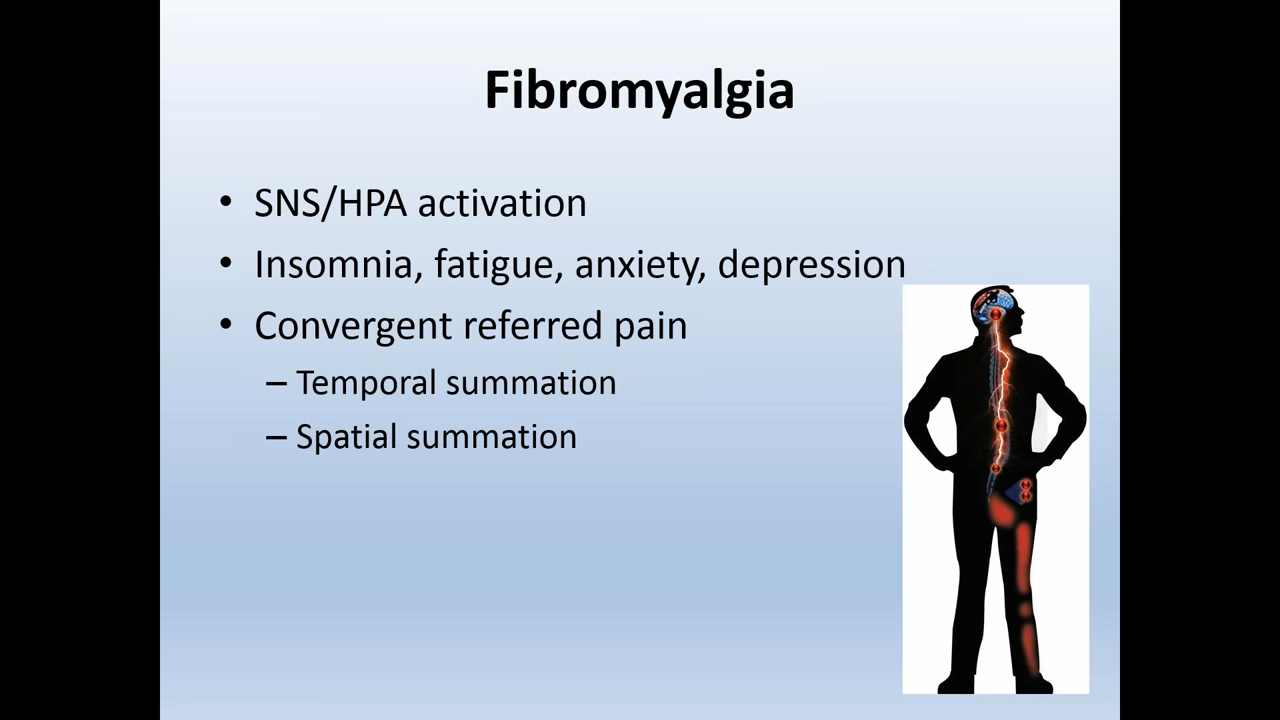 Fibromyalgia
• SNS/HPA activation
• Insomnia, fatigue, anxiety, depression
• Convergent referred pain
– Temporal summation
– Spatial summation